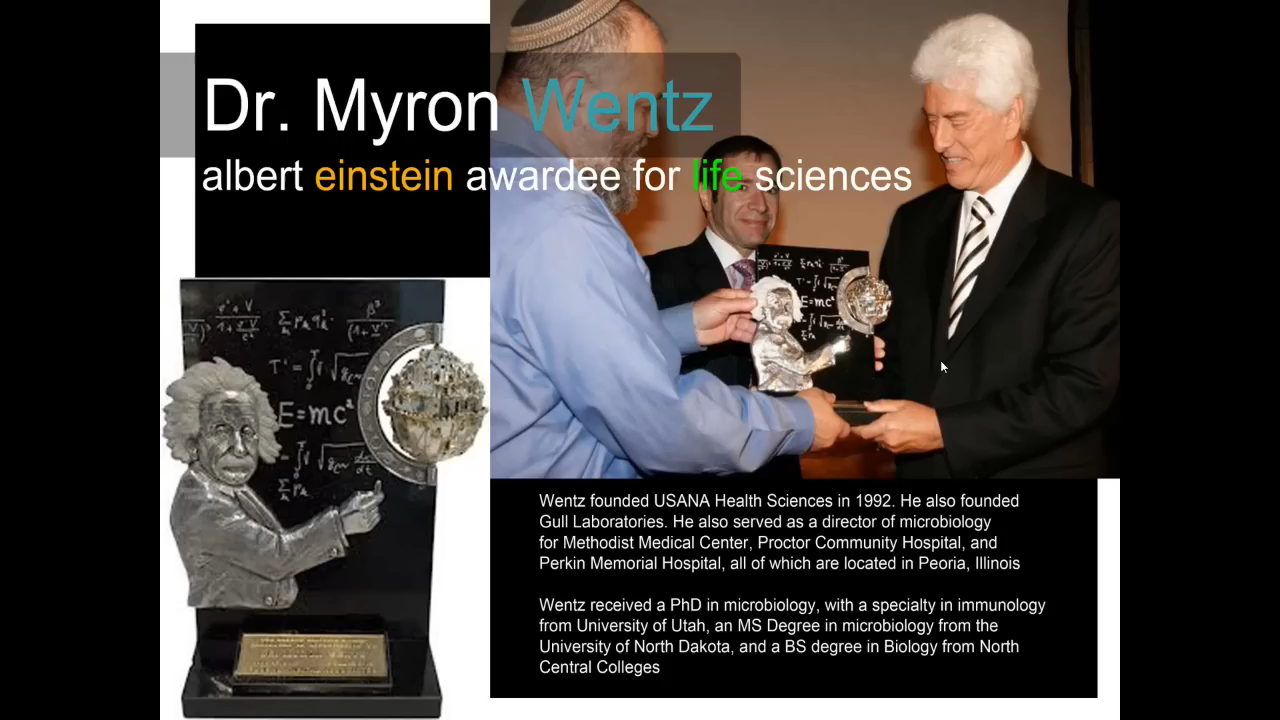 Dr. Myron Wentz
albert einstein awardee for life sciences
E=mc²
E=mc²
Wentz founded USANA Health Sciences in 1992. He also founded
Gull Laboratories. He also served as a director of microbiology
for Methodist Medical Center, Proctor Community Hospital, and
Perkin Memorial Hospital, all of which are located in Peoria, Illinois
Wentz received a PhD in microbiology, with a specialty in immunology
from University of Utah, an MS Degree in microbiology from the
University of North Dakota, and a BS degree in Biology from North
Central Colleges